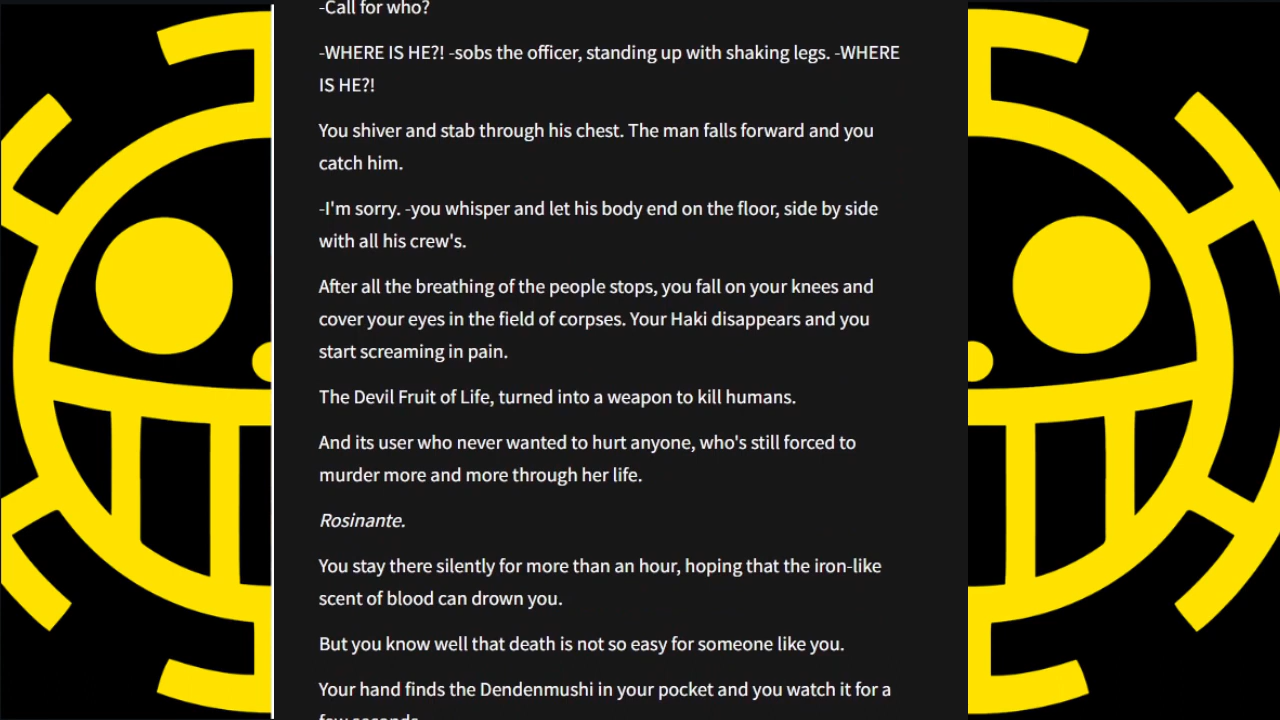 -Call for who?
-WHERE IS HE?! -sobs the officer, standing up with shaking legs. -WHERE
IS HE?!
You shiver and stab through his chest. The man falls forward and you
catch him.
-I'm sorry. -you whisper and let his body end on the floor, side by side
with all his crew's.
After all the breathing of the people stops, you fall on your knees and
cover your eyes in the field of corpses. Your Haki disappears and you
start screaming in pain.
The Devil Fruit of Life, turned into a weapon to kill humans.
And its user who never wanted to hurt anyone, who's still forced to
murder more and more through her life.
Rosinante.
You stay there silently for more than an hour, hoping that the iron-like
scent of blood can drown you.
But you know well that death is not so easy for someone like you.
Your hand finds the Dendenmushi in your pocket and you watch it for a
few seconds.